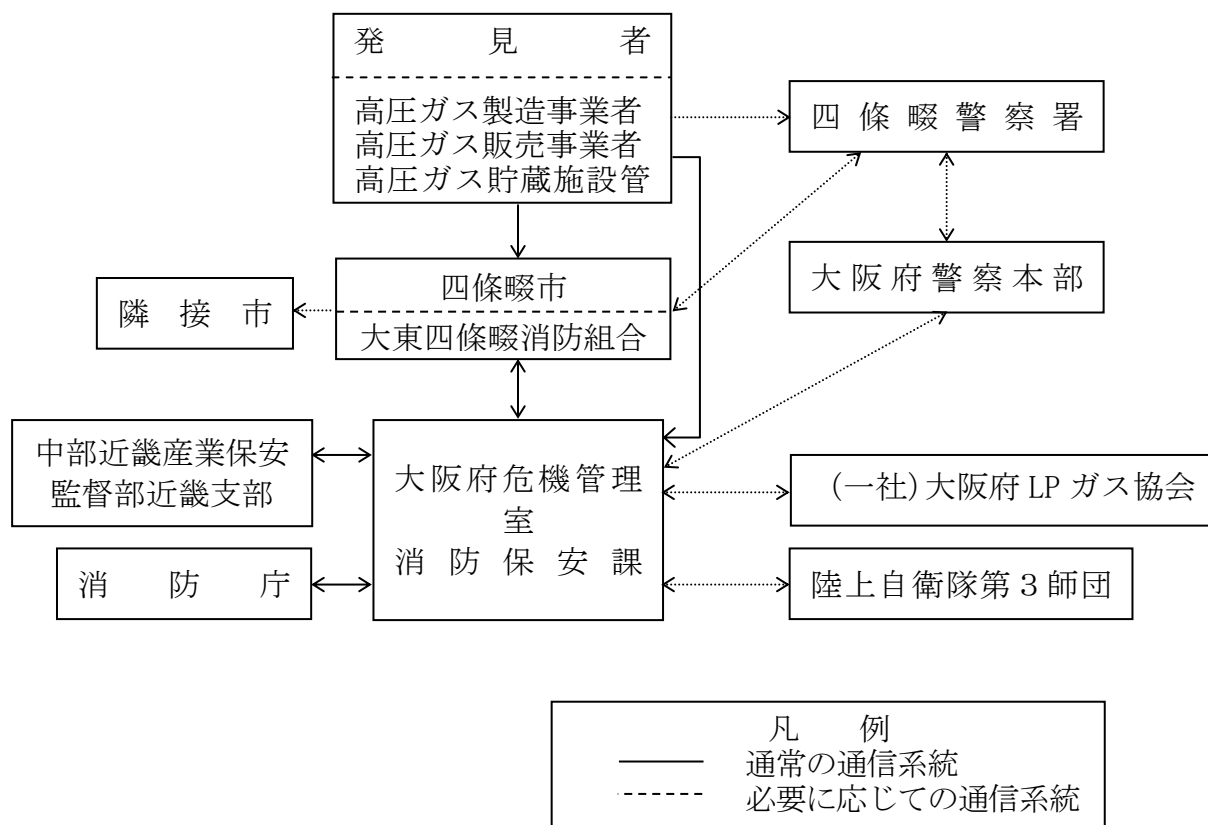 発見者
高圧ガス製造事業者
高圧ガス販売事業者
高圧ガス貯蔵施設管
四條畷警察署
大阪府警察本部
四條畷市
大東四條畷消防組合
隣接市
中部近畿産業保安
監督部近畿支部
大阪府危機管理
室
消防保安課
(一社)大阪府LPガス協会
消防庁
陸上自衛隊第3師団
凡例
通常の通信系統
必要に応じての通信系統